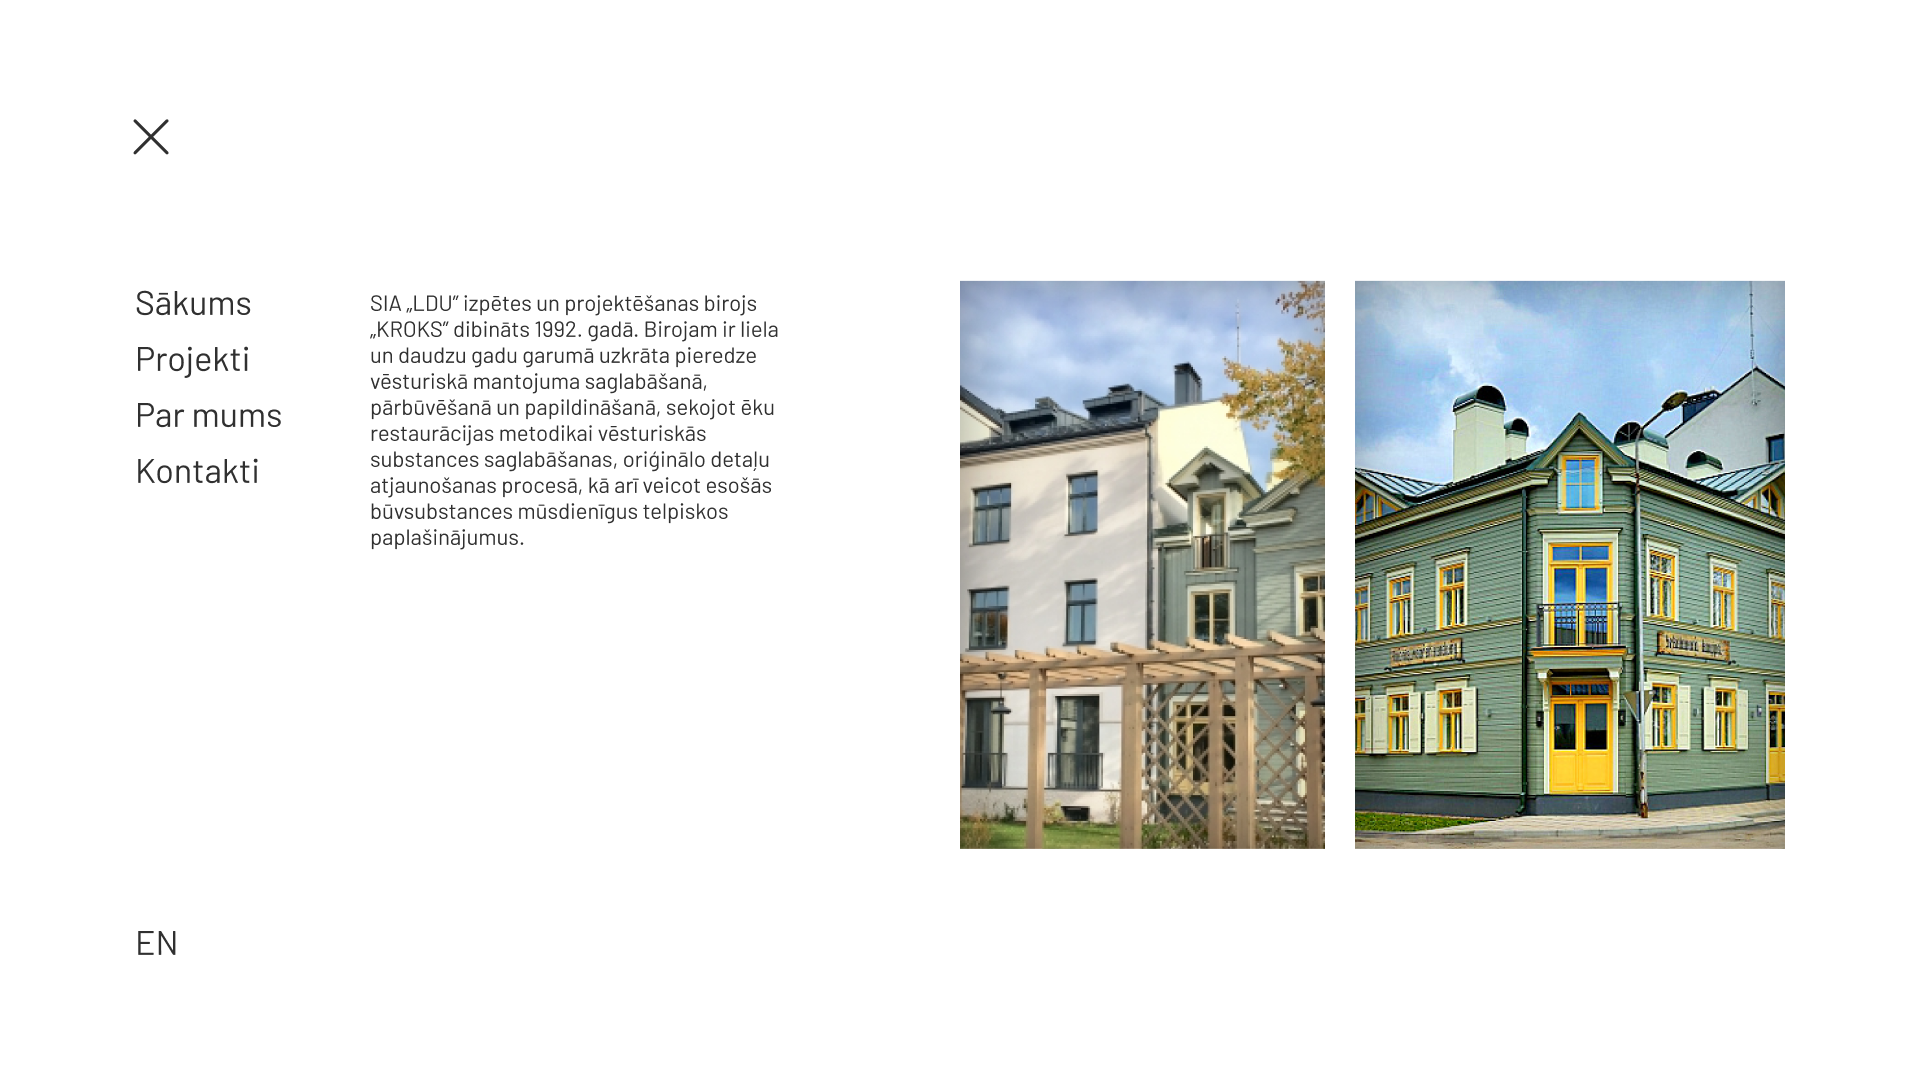 Sākums
Projekti
Par mums
Kontakti
SIA „LDU” izpētes un projektēšanas birojs
„KROKS” dibināts 1992. gadā. Birojam ir liela
un daudzu gadu garumā uzkrāta pieredze
vēsturiskā mantojuma saglabāšanā,
pārbūvēšanā un papildināšanā, sekojot ēku
restaurācijas metodikai vēsturiskās
substances saglabāšanas, oriģinālo detaļu
atjaunošanas procesā, kā arī veicot esošās
būvsubstances mūsdienīgus telpiskos
paplašinājumus.
EN